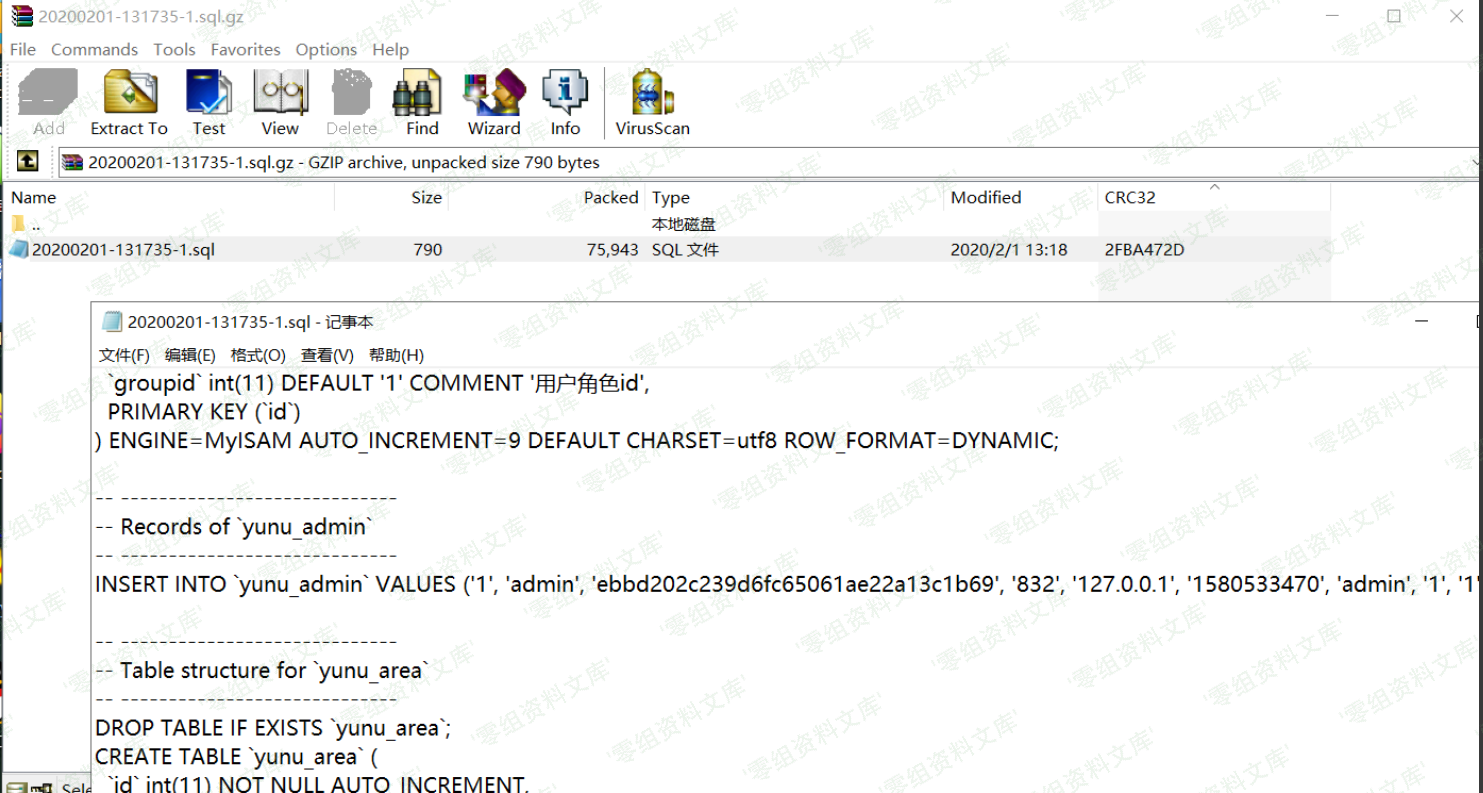 20200201-131735-1.sql.gz
File Commands Tools Favorites Options Help
Add Extract To Test View Delete Find Wizard Info VirusScan
20200201-131735-1.sql.gz - GZIP archive, unpacked size 790 bytes
Name Size Packed Type Modified CRC32
.. 本地磁盘
20200201-131735-1.sql 790 75,943 SQL 文件 2020/2/1 13:18 2FBA472D
20200201-131735-1.sql - 记事本
文件(F) 编辑(E) 格式(O) 查看(V) 帮助(H)
`groupid` int(11) DEFAULT '1' COMMENT '用户角色id',
PRIMARY KEY (`id`)
) ENGINE=MyISAM AUTO_INCREMENT=9 DEFAULT CHARSET=utf8 ROW_FORMAT=DYNAMIC;
-- ----------------------------
-- Records of `yunu_admin`
-- ----------------------------
INSERT INTO `yunu_admin` VALUES ('1', 'admin', 'ebbd202c239d6fc65061ae22a13c1b69', '832', '127.0.0.1', '1580533470', 'admin', '1', '1'
-- ----------------------------
-- Table structure for `yunu_area`
-- ----------------------------
DROP TABLE IF EXISTS `yunu_area`;
CREATE TABLE `yunu_area` (
`id` int(11) NOT NULL AUTO_INCREMENT,
Sele
'零组资料文库'